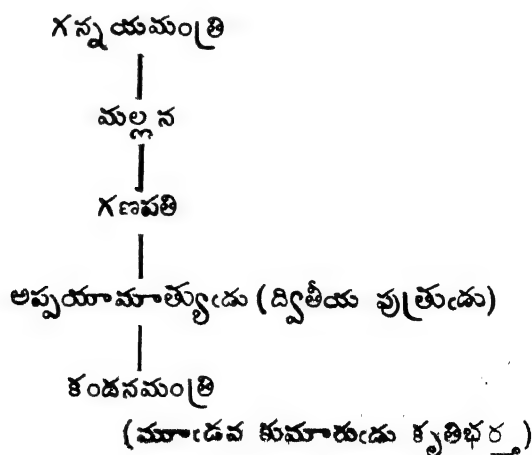 గన్నయమంత్రి
మల్లన
గణపతి
అప్పయామాత్యుఁడు (ద్వితీయ పుత్రుఁడు)
కందనమంత్రి
(మూఁడవ కుమారుఁడు కృతిభర్త)